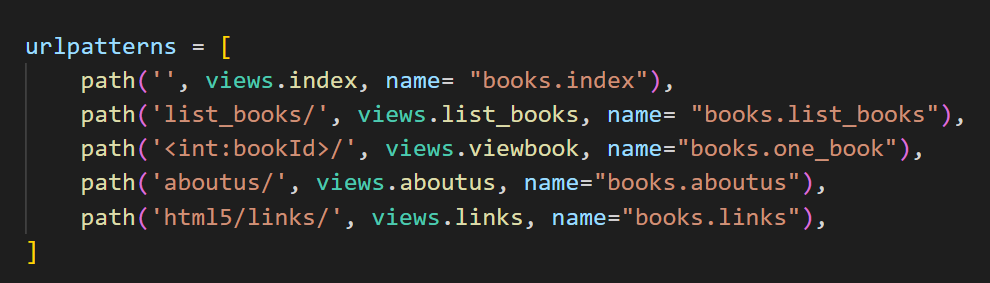 urlpatterns = [
    path('', views.index, name= "books.index"),
    path('list_books/', views.list_books, name= "books.list_books"),
    path('<int:bookId>/', views.viewbook, name="books.one_book"),
    path('aboutus/', views.aboutus, name="books.aboutus"),
    path('html5/links/', views.links, name="books.links"),
]